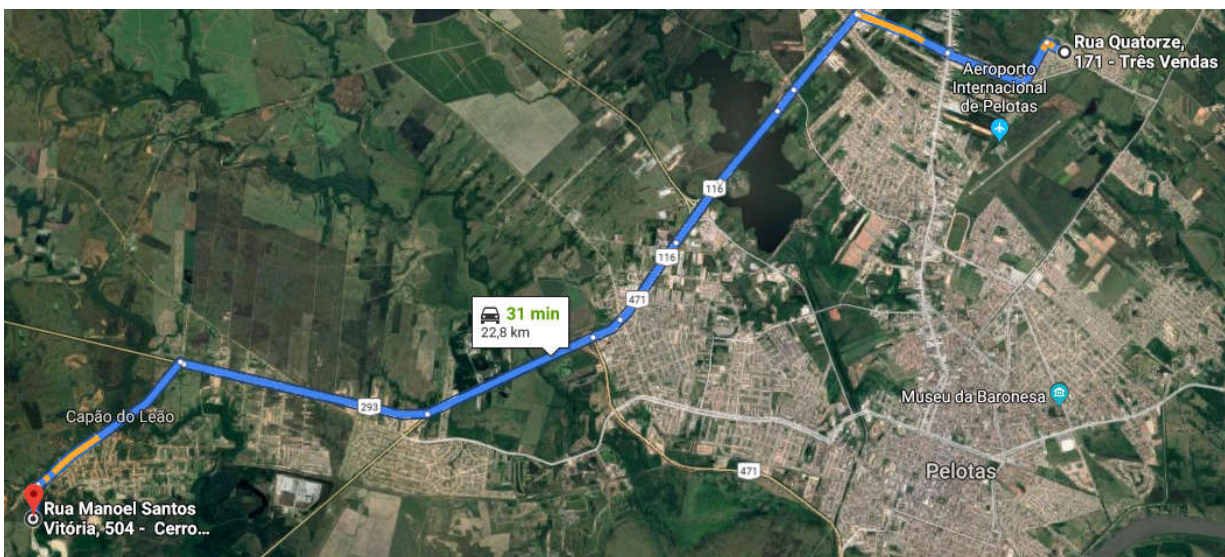 Rua Quatorze,
171 - Três Vendas
Aeroporto
Internacional
de Pelotas
116
116
471
31 min
22,8 km
293
Capão do Leão
Museu da Baronesa
Pelotas
471
Rua Manoel Santos
Vitória, 504 - Cerro...